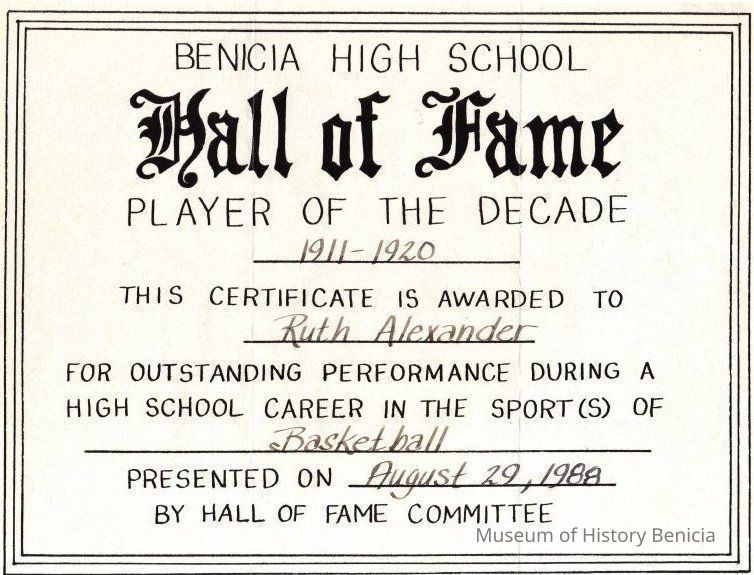 BENICIA HIGH SCHOOL
Hall of Fame
PLAYER OF THE DECADE
1911-1920
THIS CERTIFICATE IS AWARDED TO
Ruth Alexander
FOR OUTSTANDING PERFORMANCE DURING A
HIGH SCHOOL CAREER IN THE SPORT(S) OF
Basketball
PRESENTED ON August 29, 1988
BY HALL OF FAME COMMITTEE
Museum of History Benicia